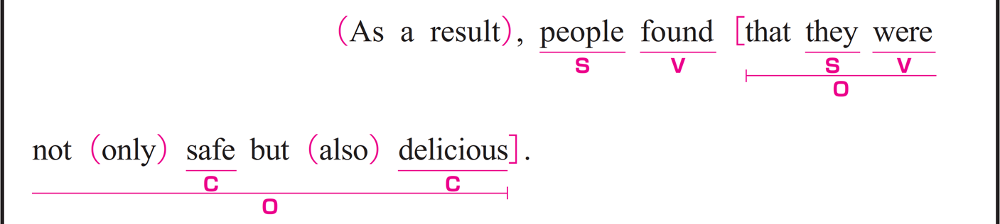 (As a result), people found [that they were
S V S V
O
not (only) safe but (also) delicious].
C C
O